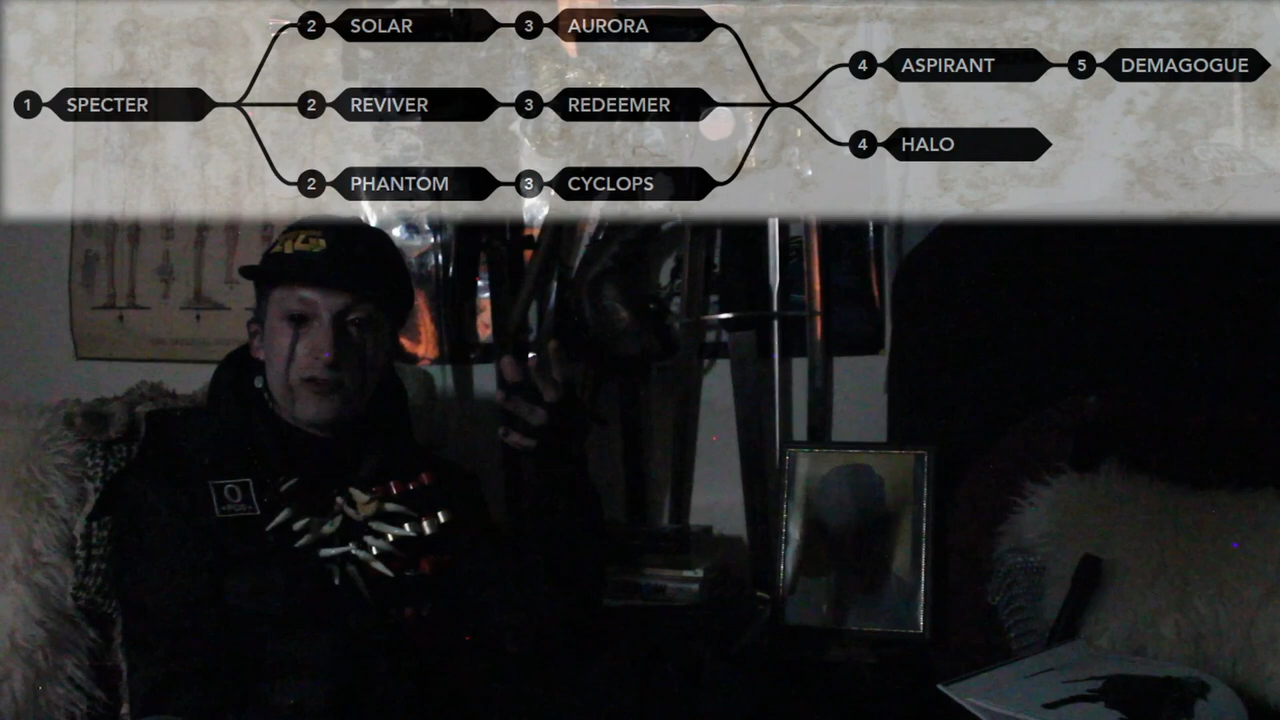 2 SOLAR 3 AURORA
4 ASPIRANT 5 DEMAGOGUE
1 SPECTER 2 REVIVER 3 REDEEMER
4 HALO
2 PHANTOM 3 CYCLOPS